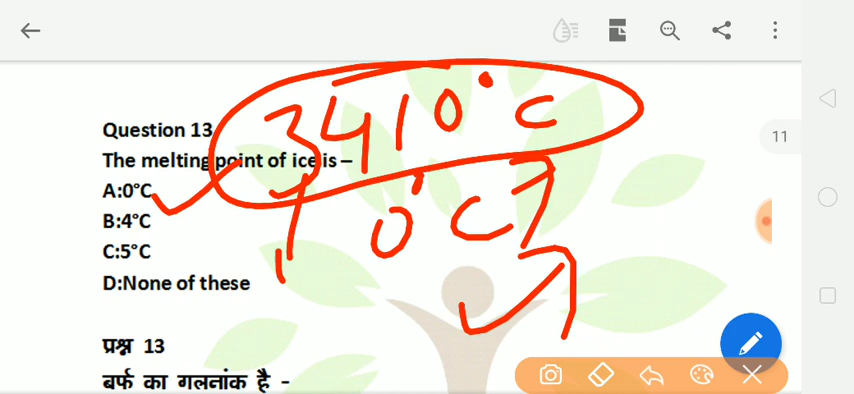 11
Question 13
3410°C
The melting point of ice is –
A:0°C
B:4°C
0°C
C:5°C
D:None of these
प्रश्न 13
बर्फ का गलनांक है -